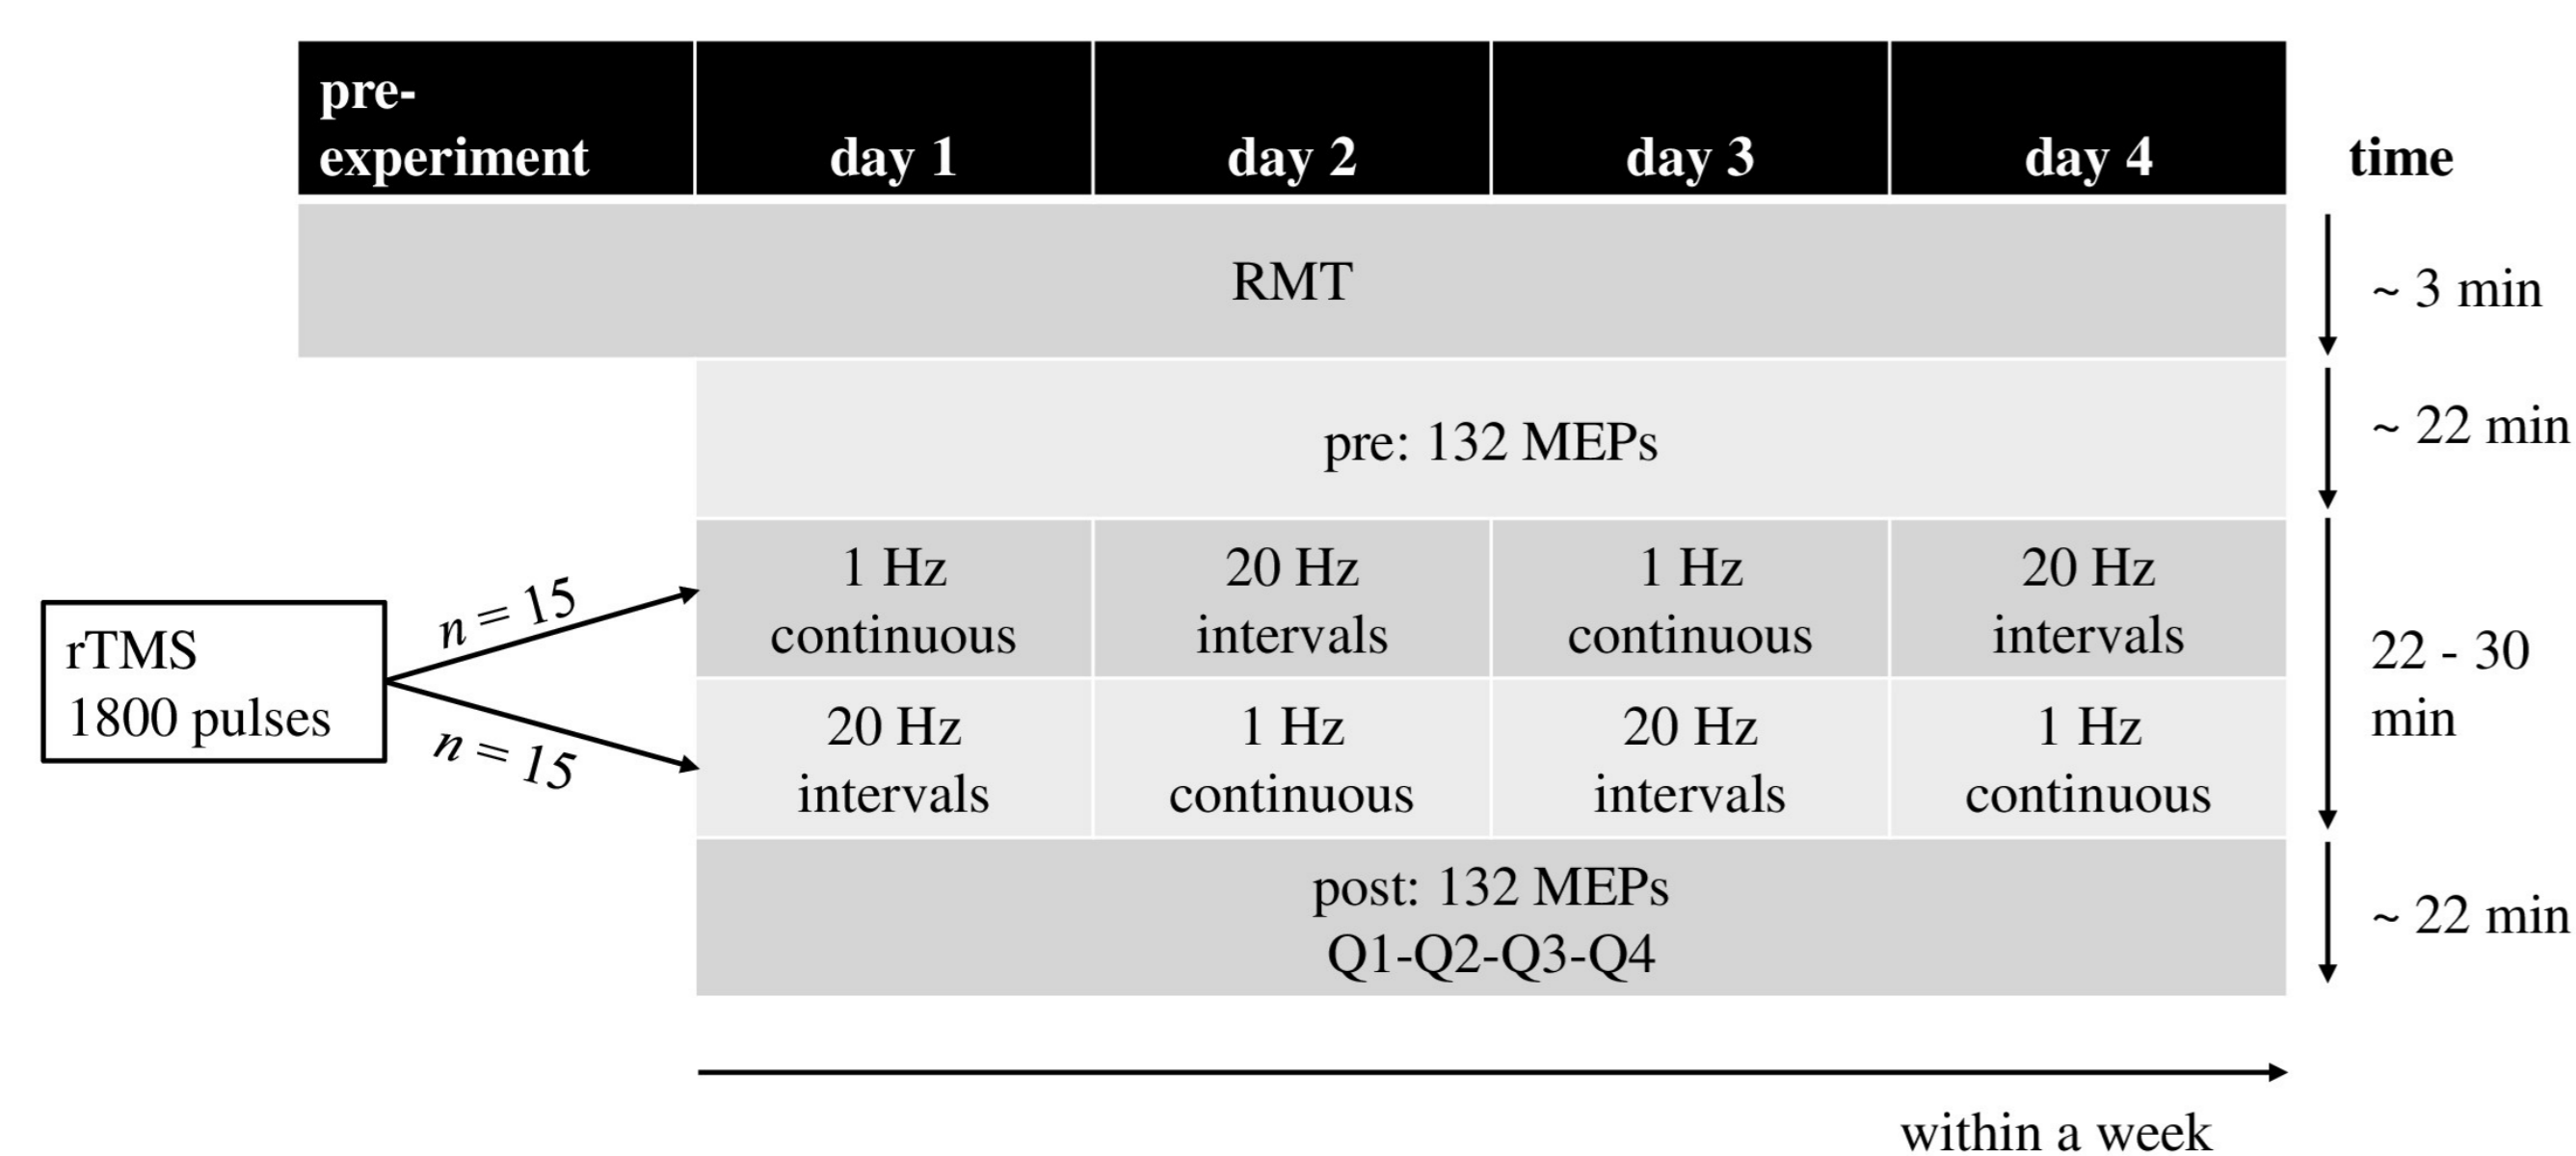 pre-
experiment
day 1
day 2
day 3
day 4
time
RMT
~ 3 min
pre: 132 MEPs
~ 22 min
rTMS
1800 pulses
n = 15
n = 15
1 Hz
continuous
20 Hz
intervals
1 Hz
continuous
20 Hz
intervals
20 Hz
intervals
1 Hz
continuous
20 Hz
intervals
1 Hz
continuous
22 - 30
min
post: 132 MEPs
Q1-Q2-Q3-Q4
~ 22 min
within a week